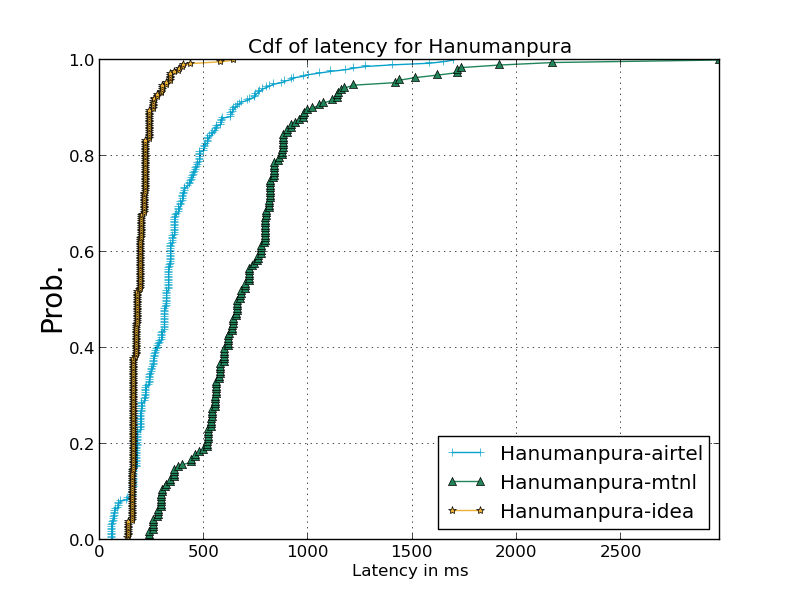 Cdf of latency for Hanumanpura
Prob.
1.0
0.8
0.6
0.4
0.2
0.0
0
500
1000
1500
2000
2500
Latency in ms
Hanumanpura-airtel
Hanumanpura-mtnl
Hanumanpura-idea